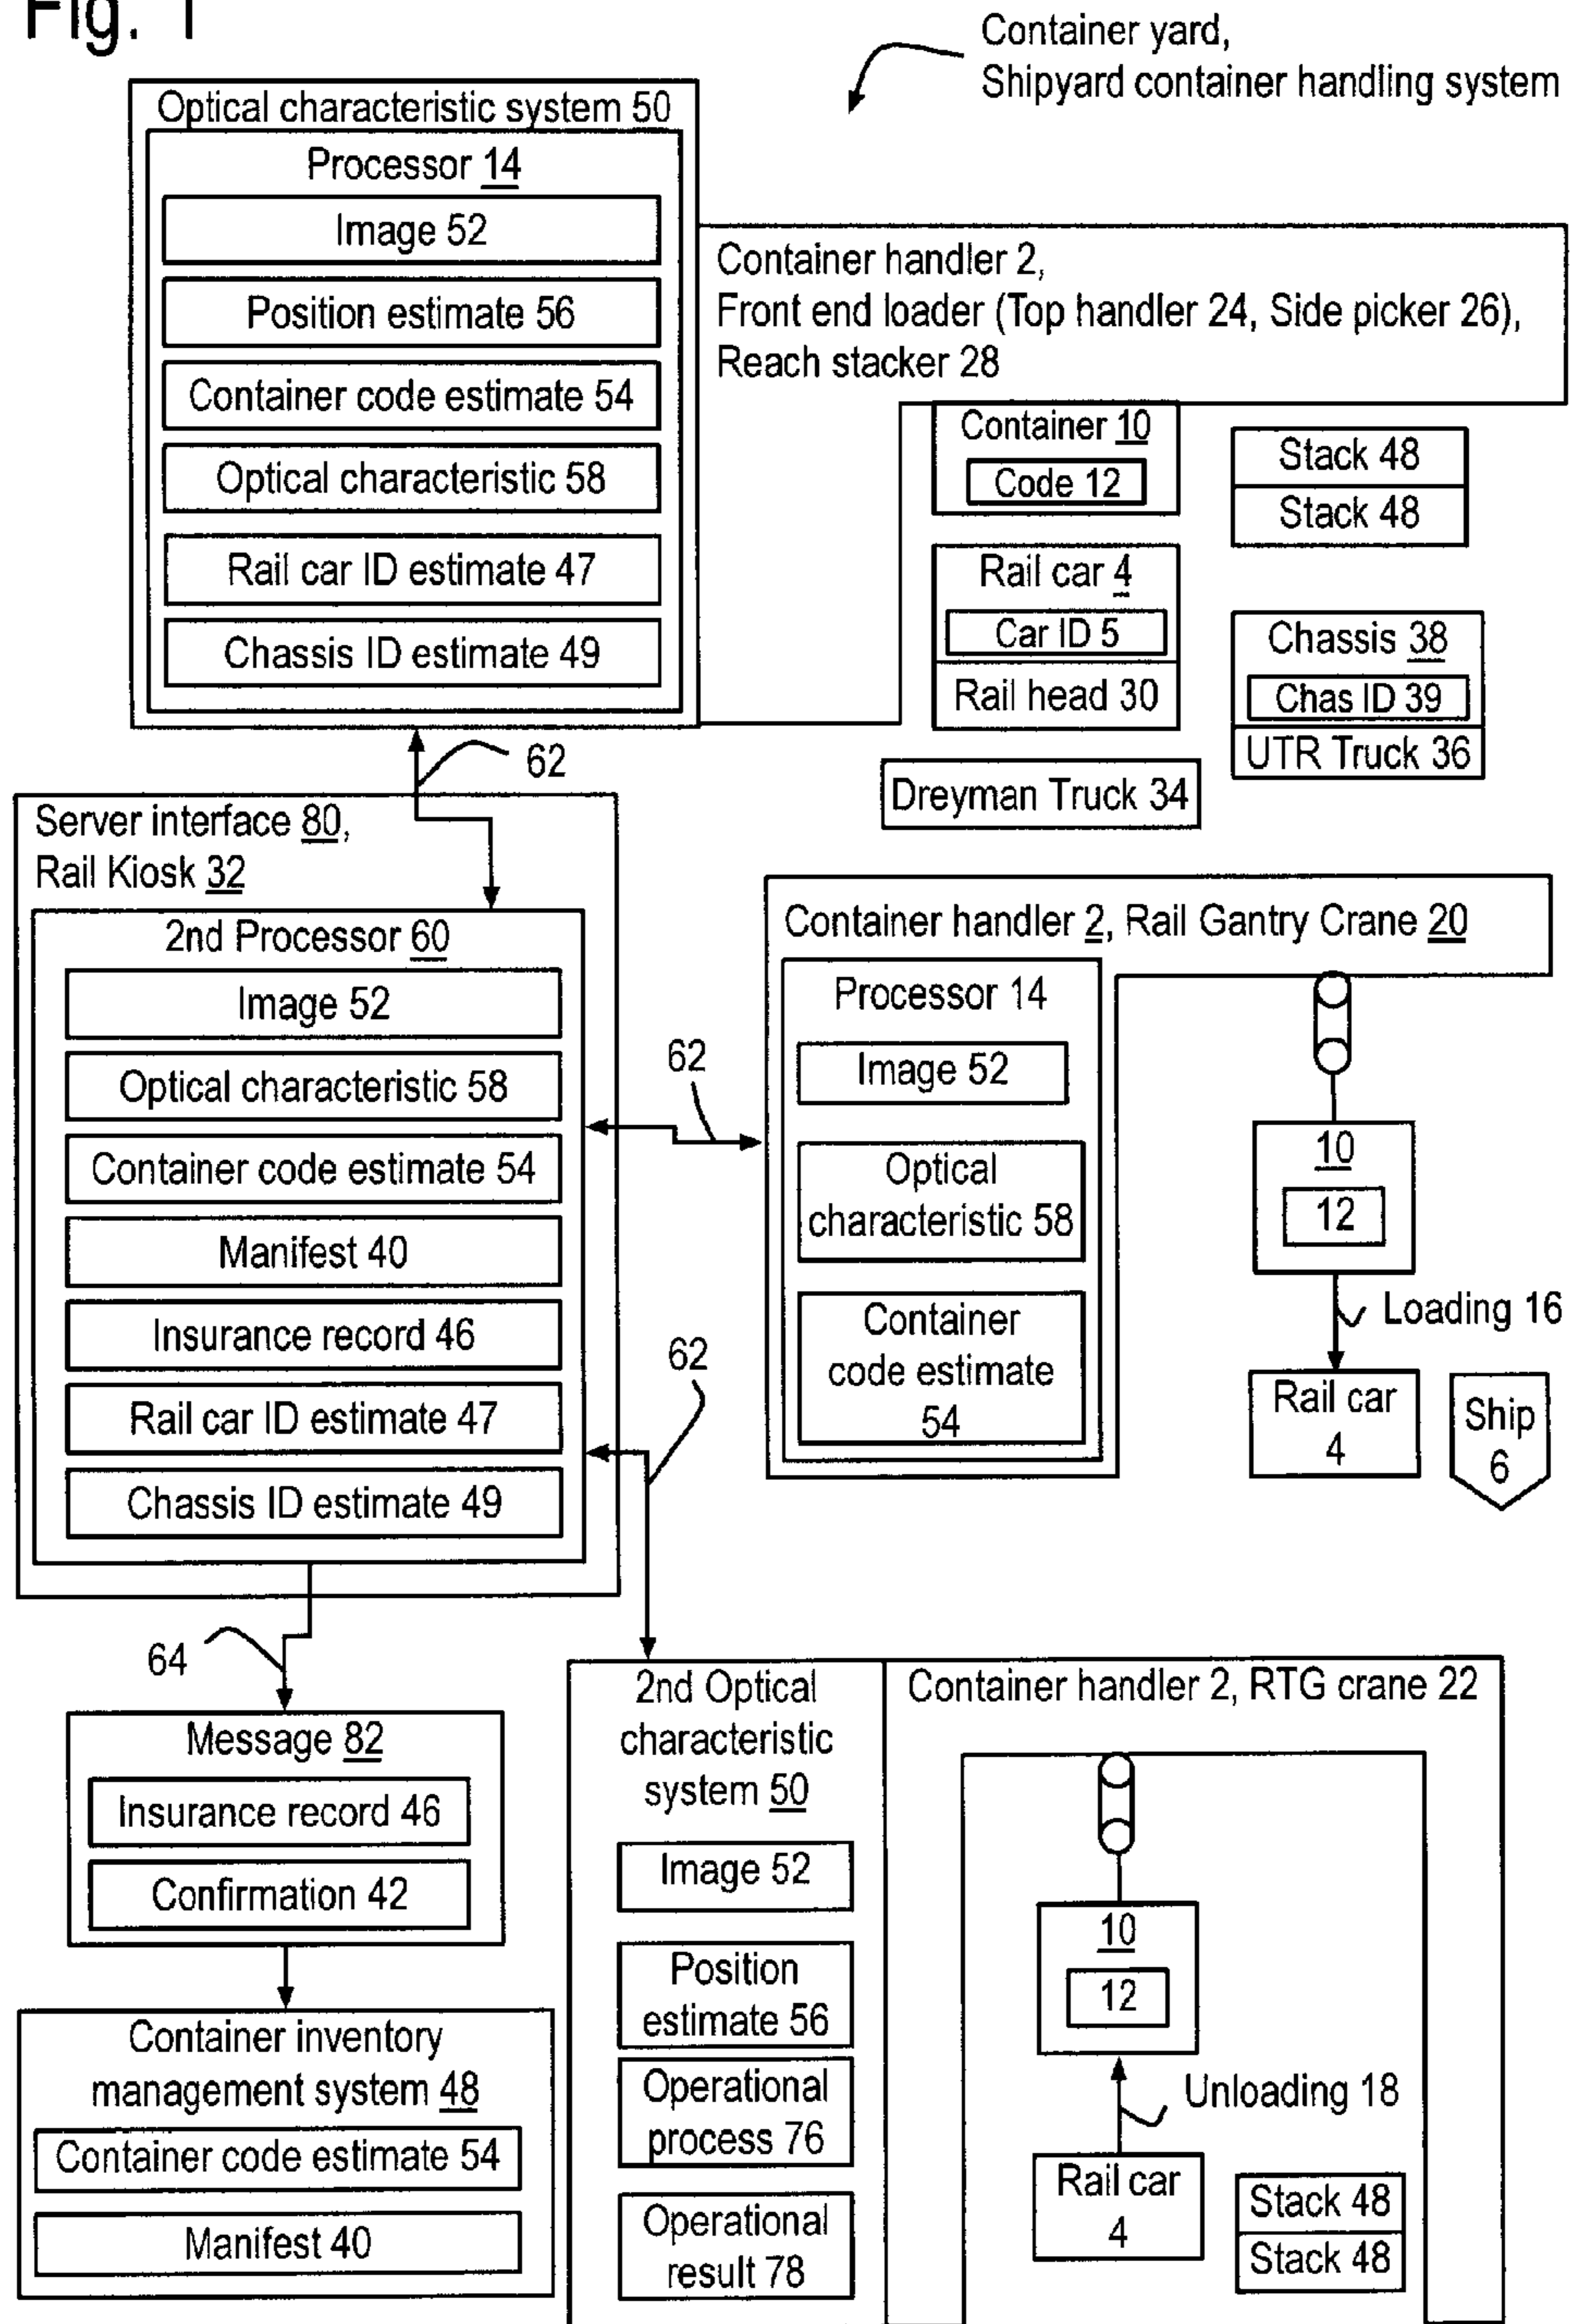 Fig. 1
Container yard,
Shipyard container handling system
Optical characteristic system 50
Processor 14
Image 52
Position estimate 56
Container code estimate 54
Optical characteristic 58
Rail car ID estimate 47
Chassis ID estimate 49
Container handler 2,
Front end loader (Top handler 24, Side picker 26),
Reach stacker 28
Container 10
Code 12
Stack 48
Stack 48
Rail car 4
Car ID 5
Rail head 30
Chassis 38
Chas ID 39
UTR Truck 36
Dreyman Truck 34
62
Server interface 80,
Rail Kiosk 32
2nd Processor 60
Image 52
Optical characteristic 58
Container code estimate 54
Manifest 40
Insurance record 46
Rail car ID estimate 47
Chassis ID estimate 49
62
62
Container handler 2, Rail Gantry Crane 20
Processor 14
Image 52
Optical
characteristic 58
Container
code estimate
54
10
12
Loading 16
Rail car
4
Ship
6
64
Message 82
Insurance record 46
Confirmation 42
Container inventory
management system 48
Container code estimate 54
Manifest 40
2nd Optical
characteristic
system 50
Image 52
Position
estimate 56
Operational
process 76
Operational
result 78
Container handler 2, RTG crane 22
10
12
Unloading 18
Rail car
4
Stack 48
Stack 48